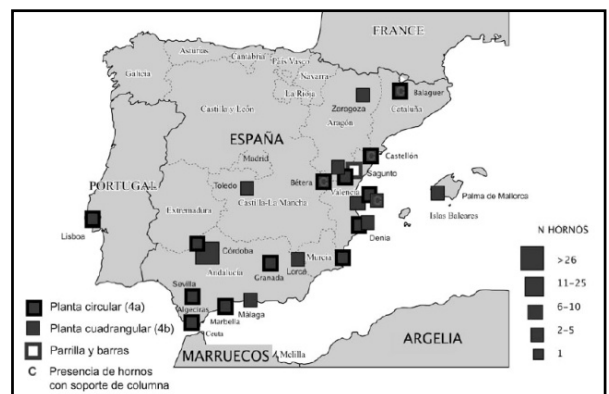 FRANCE
Asturias
Cantabria
País Vasco
Galicia
Navarra
La Rioja
Balaguer
Cataluña
Zaragoza
Aragón
Castilla y León
ESPAÑA
Castellón
Madrid
Sagunto
PORTUGAL
Toledo
Bétera
Valencia
Palma de Mallorca
Castilla-La Mancha
Islas Baleares
Extremadura
Denia
Lisboa
N HORNOS
Córdoba
Murcia
>26
Andalucía
Lorca
Granada
11-25
Sevilla
6-10
Planta circular (4a)
Algeciras
Málaga
2-5
Planta cuadrangular (4b)
Marbella
ARGELIA
1
Parrilla y barras
Ceuta
MARRUECOS
Melilla
C Presencia de hornos
con soporte de columna